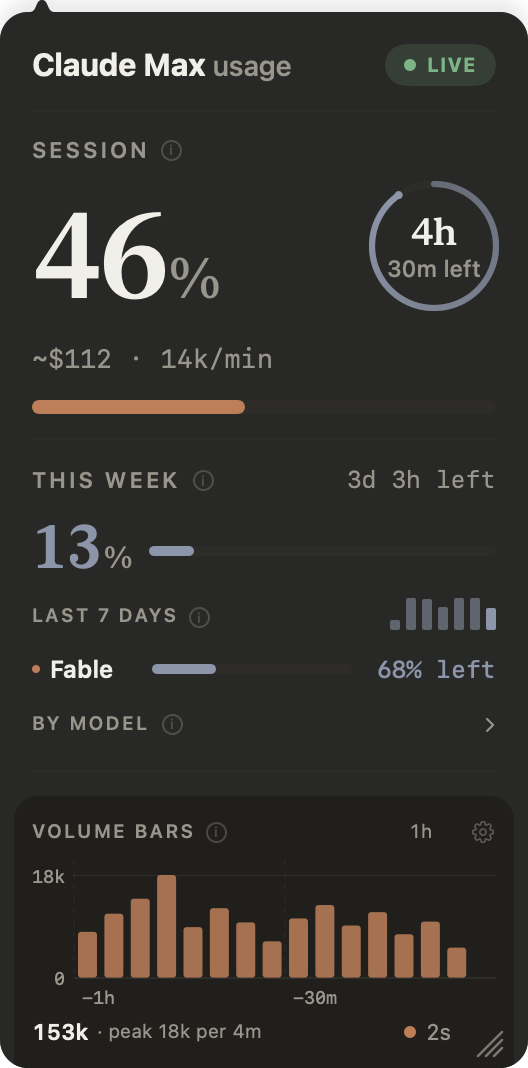 Claude Max usage
LIVE
SESSION
46%
4h
30m left
~$112 · 14k/min
THIS WEEK
3d 3h left
13%
LAST 7 DAYS
Fable
68% left
BY MODEL
VOLUME BARS
1h
18k
0
−1h
−30m
153k · peak 18k per 4m
2s